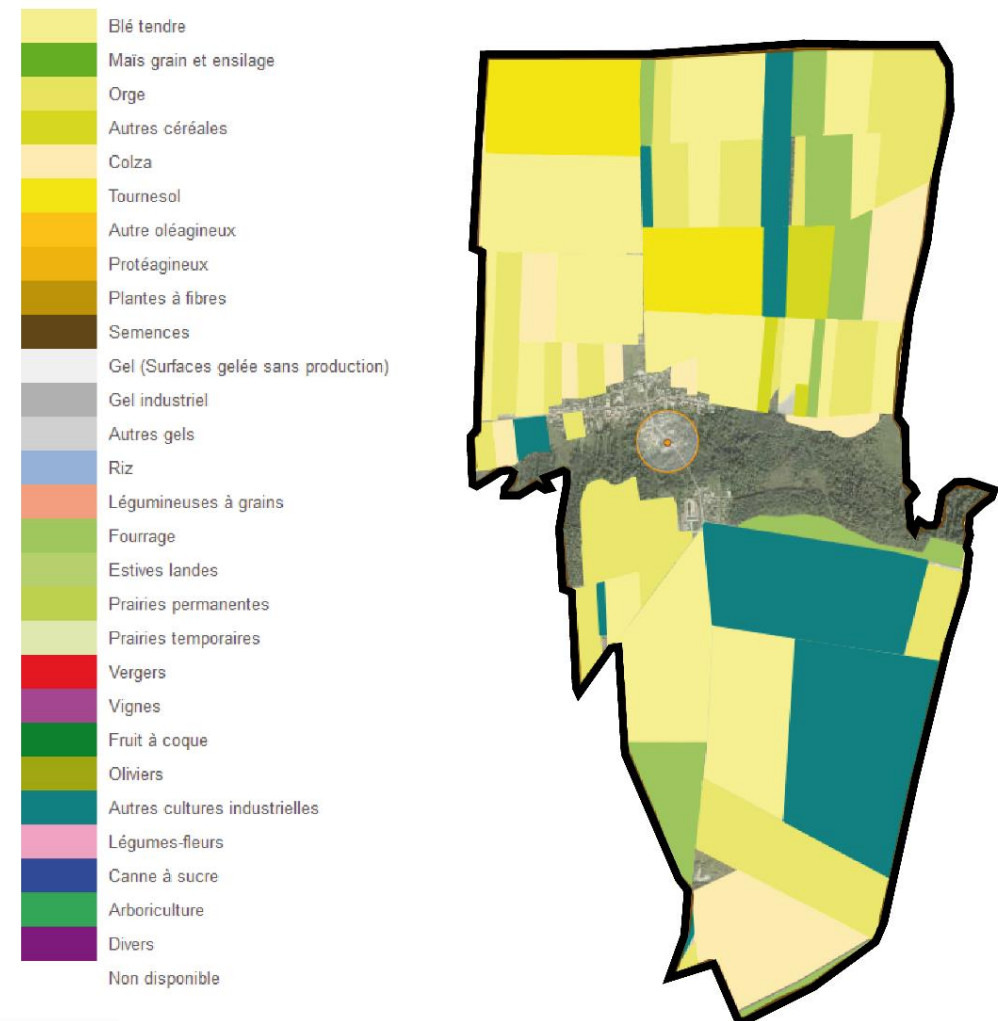 Blé tendre
Maïs grain et ensilage
Orge
Autres céréales
Colza
Tournesol
Autre oléagineux
Protéagineux
Plantes à fibres
Semences
Gel (Surfaces gelée sans production)
Gel industriel
Autres gels
Riz
Légumineuses à grains
Fourrage
Estives landes
Prairies permanentes
Prairies temporaires
Vergers
Vignes
Fruit à coque
Oliviers
Autres cultures industrielles
Légumes-fleurs
Canne à sucre
Arboriculture
Divers
Non disponible